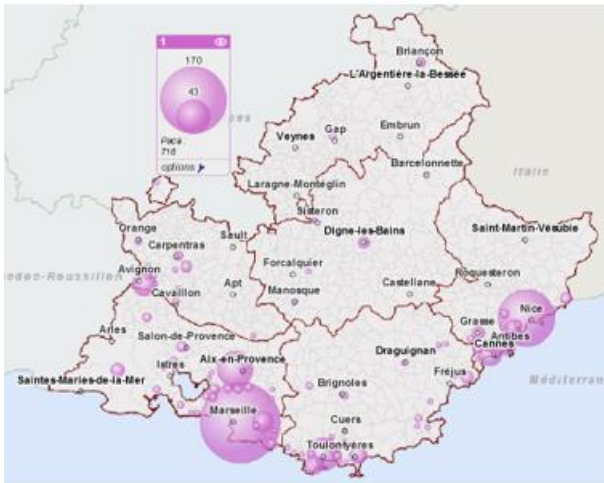 1
170
43
Paca :
716
options
Briançon
L'Argentière-la-Bessée
Veynes
Gap
Embrun
Barcelonnette
Laragne-Montéglin
Sisteron
Italie
Orange
Sault
Digne-les-Bains
Saint-Martin-Vésubie
Carpentras
Forcalquier
Roquesteron
Avignon
Apt
Manosque
Castellane
Cavaillon
Nice
Arles
Salon-de-Provence
Grasse
Antibes
Cannes
Istres
Aix-en-Provence
Draguignan
Fréjus
Saintes-Maries-de-la-Mer
Brignoles
Méditerran
Marseille
Cuers
Toulon
Hyères